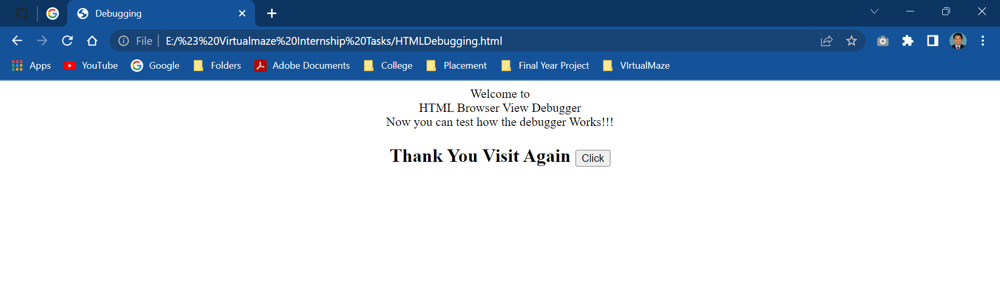 Debugging
File E:/%23%20Virtualmaze%20Internship%20Tasks/HTMLDebugging.html
Apps YouTube Google Folders Adobe Documents College Placement Final Year Project VIrtualMaze
Welcome to
HTML Browser View Debugger
Now you can test how the debugger Works!!!
Thank You Visit Again Click